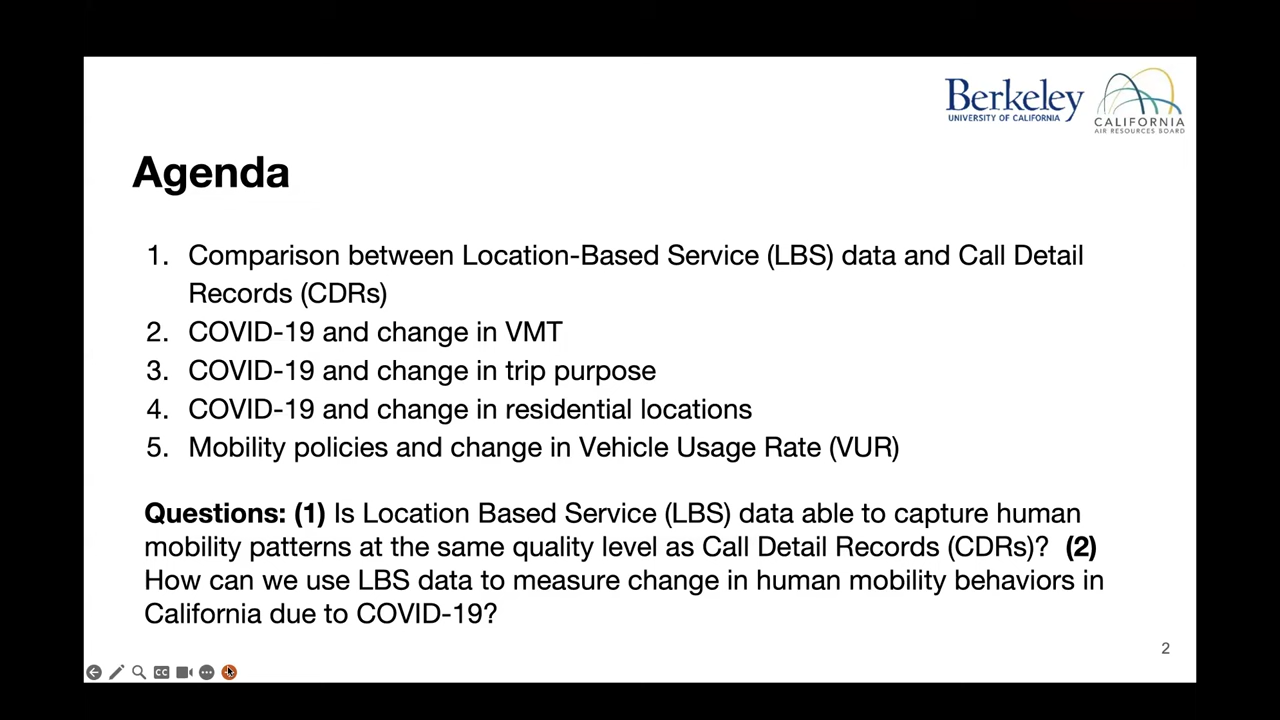 Berkeley
UNIVERSITY OF CALIFORNIA
CALIFORNIA
AIR RESOURCES BOARD
Agenda
1. Comparison between Location-Based Service (LBS) data and Call Detail
Records (CDRs)
2. COVID-19 and change in VMT
3. COVID-19 and change in trip purpose
4. COVID-19 and change in residential locations
5. Mobility policies and change in Vehicle Usage Rate (VUR)
Questions: (1) Is Location Based Service (LBS) data able to capture human
mobility patterns at the same quality level as Call Detail Records (CDRs)? (2)
How can we use LBS data to measure change in human mobility behaviors in
California due to COVID-19?
2
CC